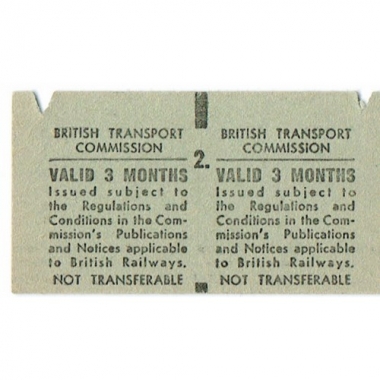 BRITISH TRANSPORT
COMMISSION
VALID 3 MONTHS
Issued subject to
the Regulations and
Conditions in the Com-
mission's Publications
and Notices applicable
to British Railways.
NOT TRANSFERABLE
2.
BRITISH TRANSPORT
COMMISSION
VALID 3 MONTHS
Issued subject to
the Regulations and
Conditions in the Com-
mission's Publications
and Notices applicable
to British Railways.
NOT TRANSFERABLE